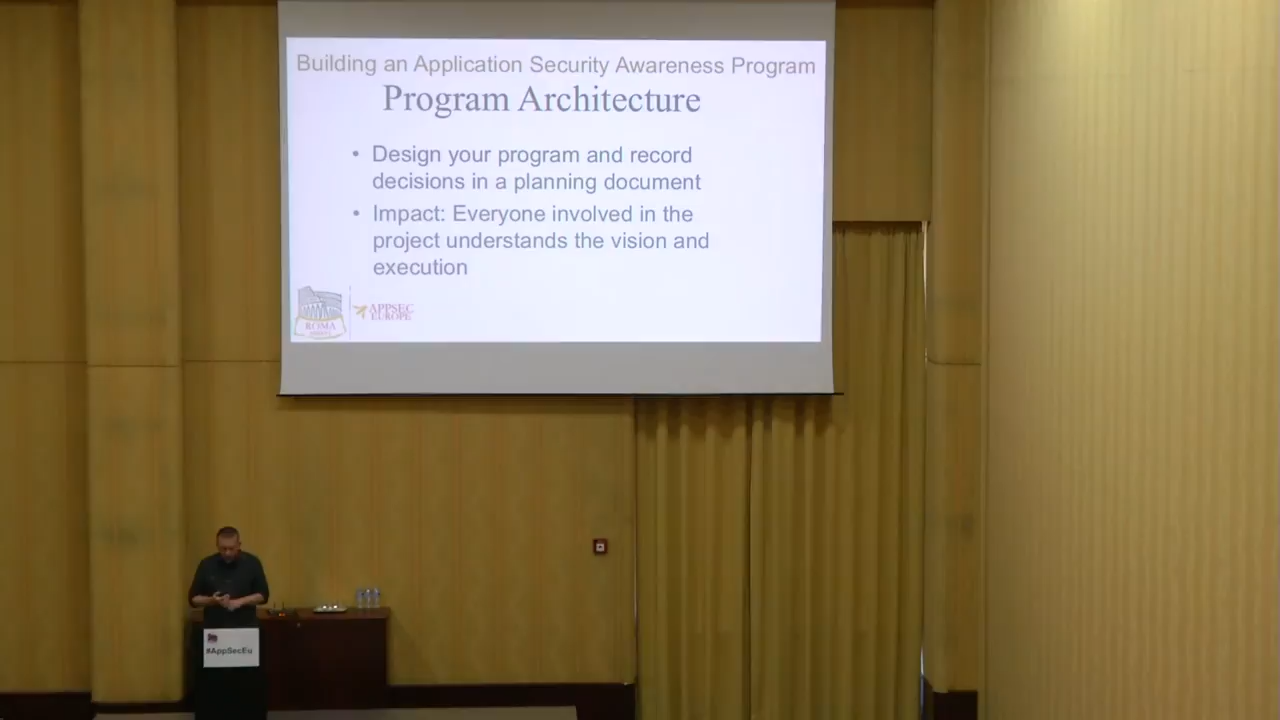 Building an Application Security Awareness Program
Program Architecture
• Design your program and record
decisions in a planning document
• Impact: Everyone involved in the
project understands the vision and
execution
ROMA
APPSEC
EUROPE
#AppSecEu